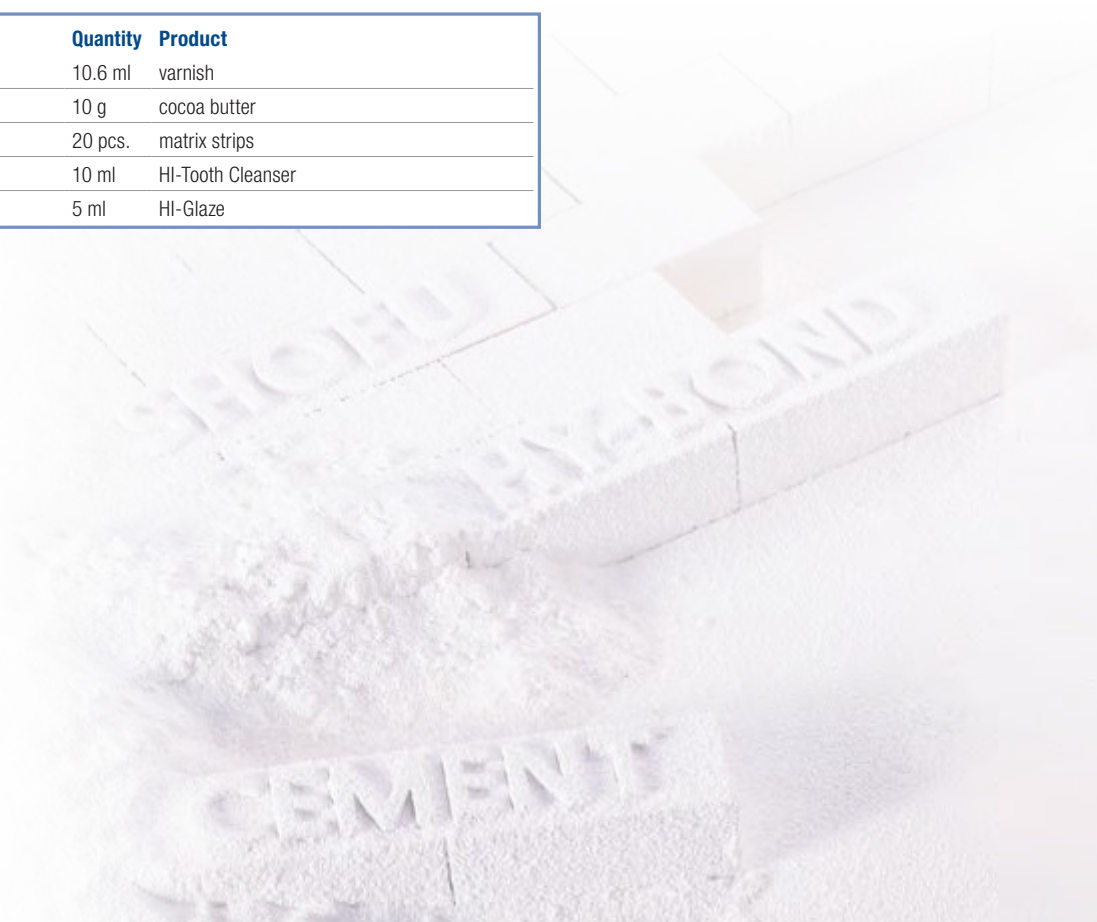 Quantity Product
10.6 ml varnish
10 g cocoa butter
20 pcs. matrix strips
10 ml HI-Tooth Cleanser
5 ml HI-Glaze
SHOFU
PY-BOND
CEMENT